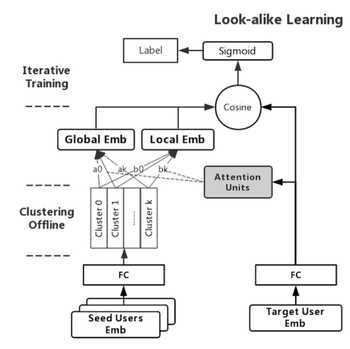 Look-alike Learning
Label
Sigmoid
Iterative
Training
Cosine
Global Emb
Local Emb
a0
ak
b0
bk
Attention
Units
Clustering
Offline
Cluster 0
Cluster 1
......
Cluster k
FC
FC
Seed Users
Emb
Target User
Emb